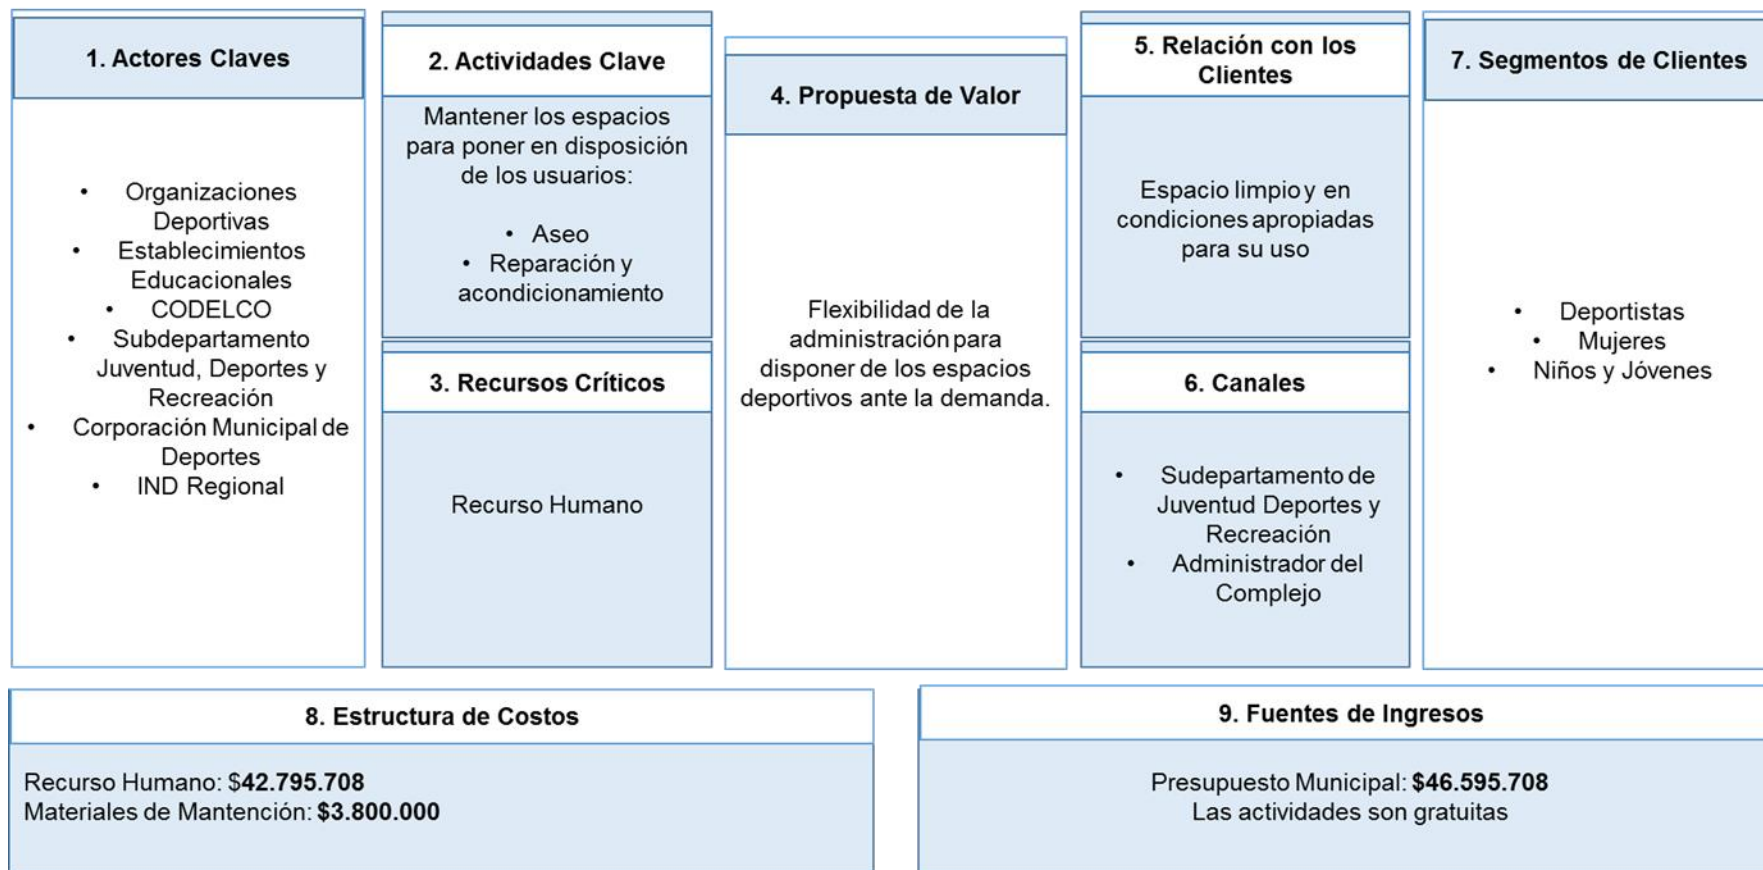 1. Actores Claves
• Organizaciones
Deportivas
• Establecimientos
Educacionales
• CODELCO
• Subdepartamento
Juventud, Deportes y
Recreación
• Corporación Municipal de
Deportes
• IND Regional
2. Actividades Clave
Mantener los espacios
para poner en disposición
de los usuarios:
• Aseo
• Reparación y
acondicionamiento
3. Recursos Críticos
Recurso Humano
4. Propuesta de Valor
Flexibilidad de la
administración para
disponer de los espacios
deportivos ante la demanda.
5. Relación con los
Clientes
Espacio limpio y en
condiciones apropiadas
para su uso
6. Canales
• Sudepartamento de
Juventud Deportes y
Recreación
• Administrador del
Complejo
7. Segmentos de Clientes
• Deportistas
• Mujeres
• Niños y Jóvenes
8. Estructura de Costos
Recurso Humano: $42.795.708
Materiales de Mantención: $3.800.000
9. Fuentes de Ingresos
Presupuesto Municipal: $46.595.708
Las actividades son gratuitas